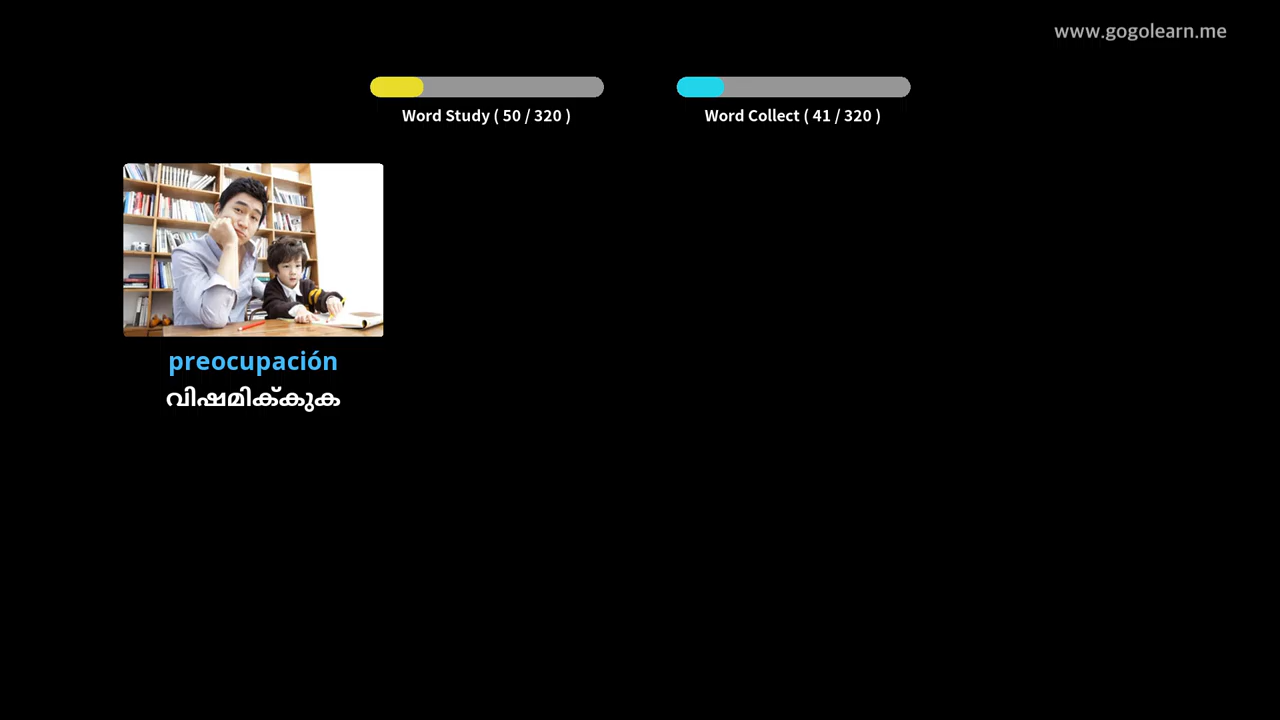 www.gogolearn.me
Word Study ( 50 / 320 )
Word Collect ( 41 / 320 )
preocupación
വിഷമിക്കുക